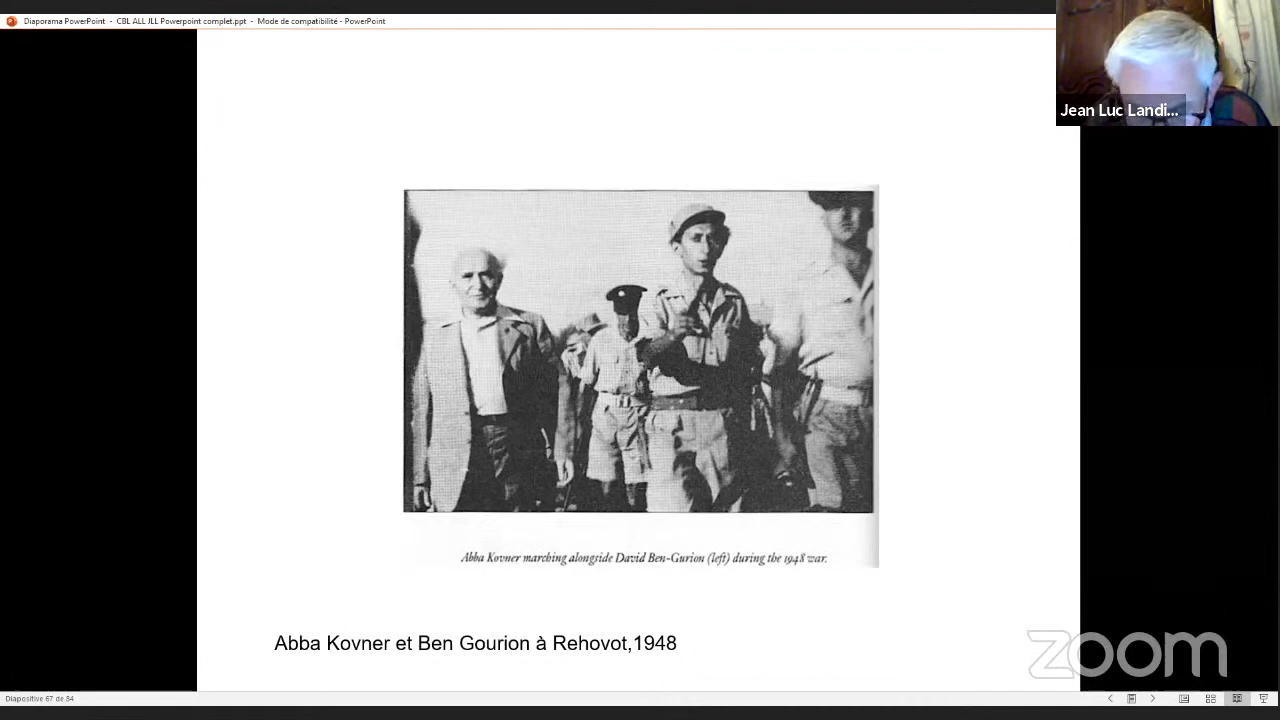 Diaporama PowerPoint - CBL ALL JLL Powerpoint complet.ppt - Mode de compatibilité - PowerPoint
Jean Luc Landi...
Abba Kovner marching alongside David Ben-Gurion (left) during the 1948 war.
Abba Kovner et Ben Gourion à Rehovot,1948
zoom
Diapositive 67 de 84